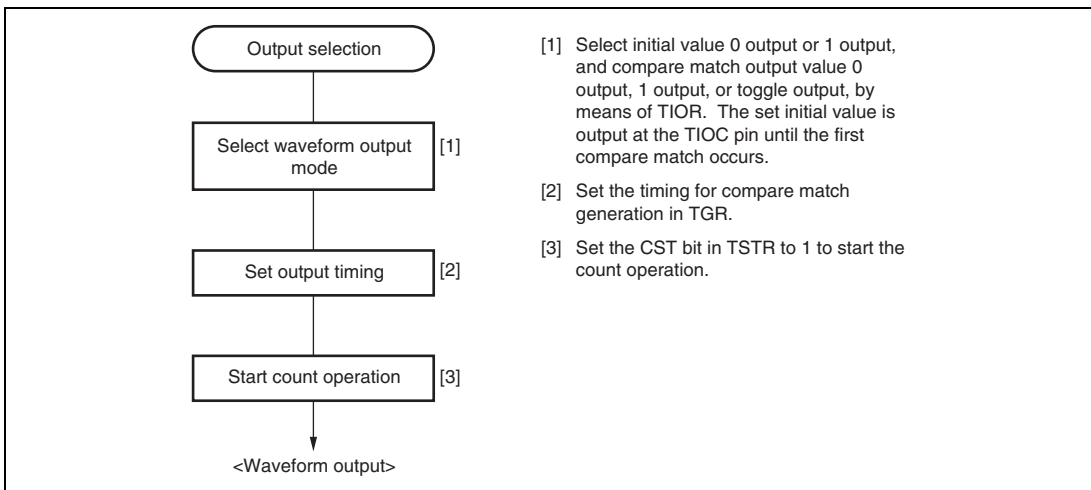 Output selection
Select waveform output
mode
[1]
Set output timing
[2]
Start count operation
[3]
<Waveform output>
[1] Select initial value 0 output or 1 output,
and compare match output value 0
output, 1 output, or toggle output, by
means of TIOR.  The set initial value is
output at the TIOC pin until the first
compare match occurs.
[2] Set the timing for compare match
generation in TGR.
[3] Set the CST bit in TSTR to 1 to start the
count operation.